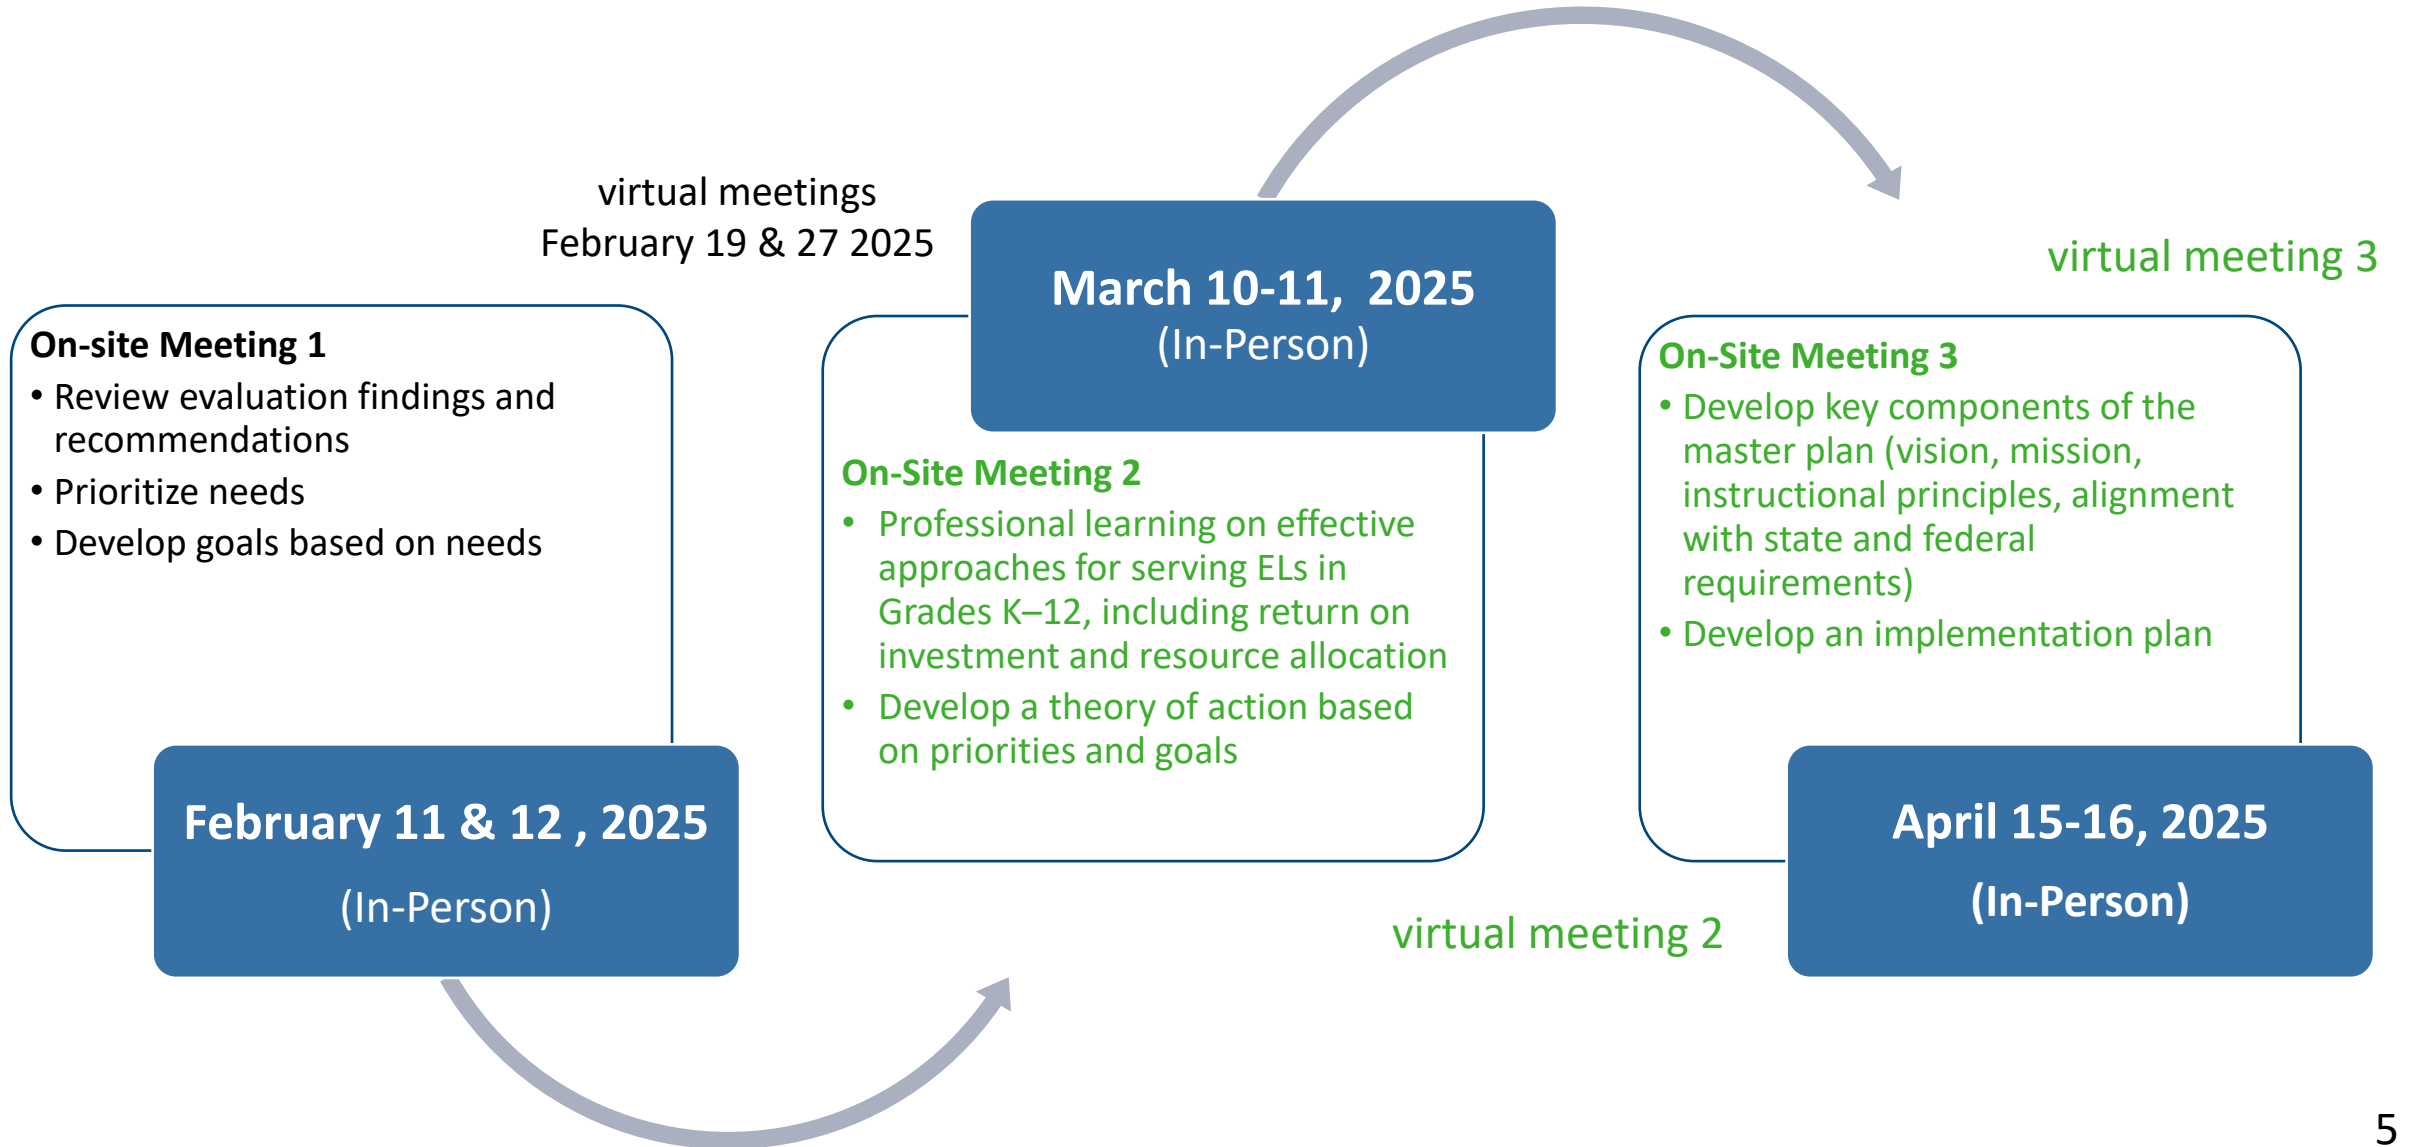 On-site Meeting 1
• Review evaluation findings and
recommendations
• Prioritize needs
• Develop goals based on needs
February 11 & 12 , 2025
(In-Person)
virtual meetings
February 19 & 27 2025
March 10-11, 2025
(In-Person)
On-Site Meeting 2
• Professional learning on effective
approaches for serving ELs in
Grades K–12, including return on
investment and resource allocation
• Develop a theory of action based
on priorities and goals
virtual meeting 2
On-Site Meeting 3
• Develop key components of the
master plan (vision, mission,
instructional principles, alignment
with state and federal
requirements)
• Develop an implementation plan
April 15-16, 2025
(In-Person)
virtual meeting 3
5